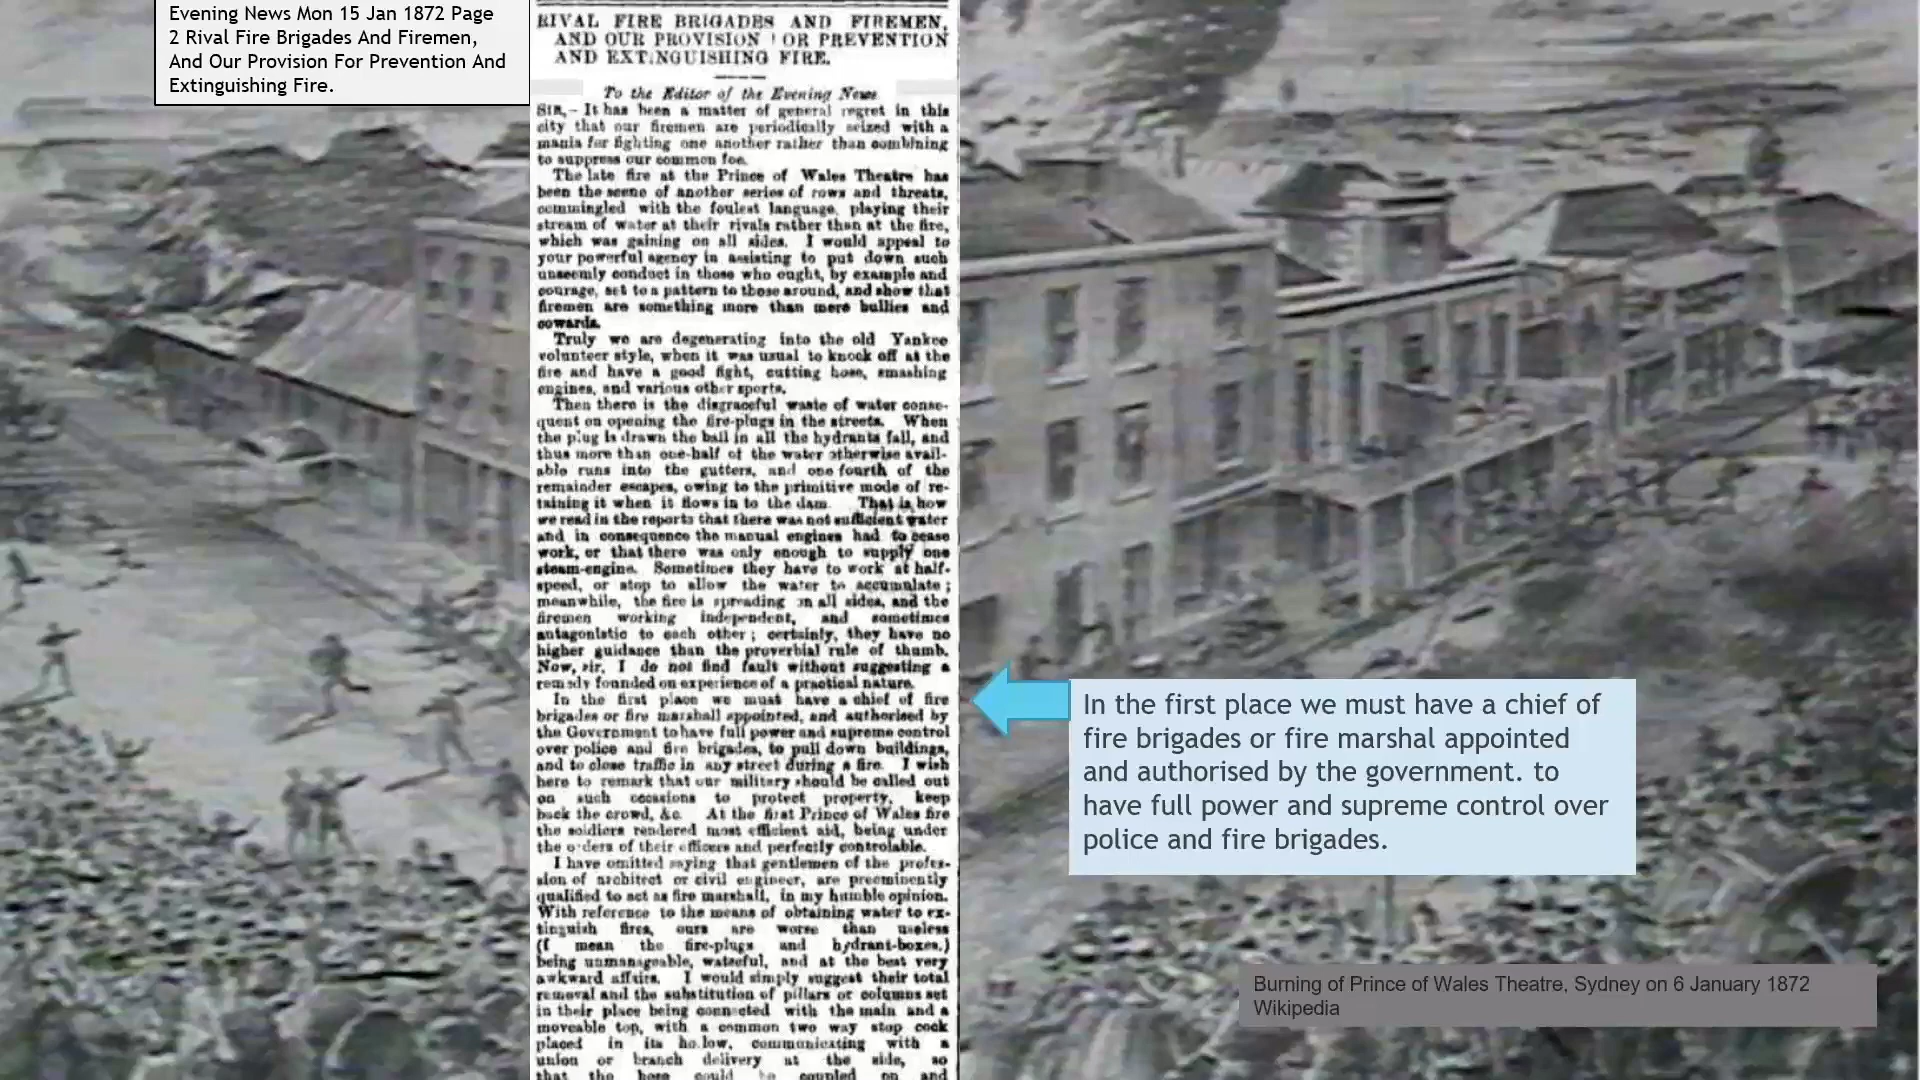 Evening News Mon 15 Jan 1872 Page
2 Rival Fire Brigades And Firemen,
And Our Provision For Prevention And
Extinguishing Fire.
RIVAL FIRE BRIGADES AND FIREMEN,
AND OUR PROVISION FOR PREVENTION
AND EXTINGUISHING FIRE.
To the Editor of the Evening News
SIR,- It has been a matter of general regret in this
city that our firemen are periodically seized with a
mania for fighting one another rather than combining
to suppress our common foe.
The late fire at the Prince of Wales Theatre has
been the scene of another series of rows and threats,
commingled with the foulest language, playing their
stream of water at their rivals rather than at the fire,
which was gaining on all sides. I would appeal to
your powerful agency in assisting to put down such
unseemly conduct in those who ought, by example and
courage, set to a pattern to those around, and show that
firemen are something more than mere bullies and
cowards.
Truly we are degenerating into the old Yankee
volunteer style, when it was usual to knock off at the
fire and have a good fight, cutting hose, smashing
engines, and various other sports.
Then there is the disgraceful waste of water conse-
quent on opening the fire-plugs in the streets. When
the plug is drawn the ball in all the hydrants fall, and
thus more than one-half of the water otherwise avail-
able runs into the gutters, and one fourth of the
remainder escapes, owing to the primitive mode of re-
taining it when it flows in to the dam. That is how
we read in the reports that there was not sufficient water
and in consequence the manual engines had to cease
work, or that there was only enough to supply one
steam-engine. Sometimes they have to work at half-
speed, or stop to allow the water to accumulate ;
meanwhile, the fire is spreading on all sides, and the
firemen working independent, and sometimes
antagonistic to each other ; certainly, they have no
higher guidance than the proverbial rule of thumb.
Now, sir, I do not find fault without suggesting a
remedy founded on experience of a practical nature.
In the first place we must have a chief of fire
brigades or fire marshall appointed, and authorised by
the Government to have full power and supreme control
over police and fire brigades, to pull down buildings,
and to close traffic in any street during a fire. I wish
here to remark that our military should be called out
on such occasions to protect property, keep
back the crowd, &c. At the first Prince of Wales fire
the soldiers rendered most efficient aid, being under
the orders of their officers and perfectly controlable.
I have omitted saying that gentlemen of the profes-
sion of architect or civil engineer, are preeminently
qualified to act as fire marshall, in my humble opinion.
With reference to the means of obtaining water to ex-
tinguish fires, ours are worse than useless
(I mean the fire-plugs and hydrant-boxes,)
being unmanageable, wasteful, and at the best very
awkward affairs. I would simply suggest their total
removal and the substitution of pillars or columns set
in their place being connected with the main and a
moveable top, with a common two way stop cock
placed in its hollow, communicating with a
union or branch delivery at the side, so
that the hose could be coupled on and
In the first place we must have a chief of
fire brigades or fire marshal appointed
and authorised by the government. to
have full power and supreme control over
police and fire brigades.
Burning of Prince of Wales Theatre, Sydney on 6 January 1872
Wikipedia